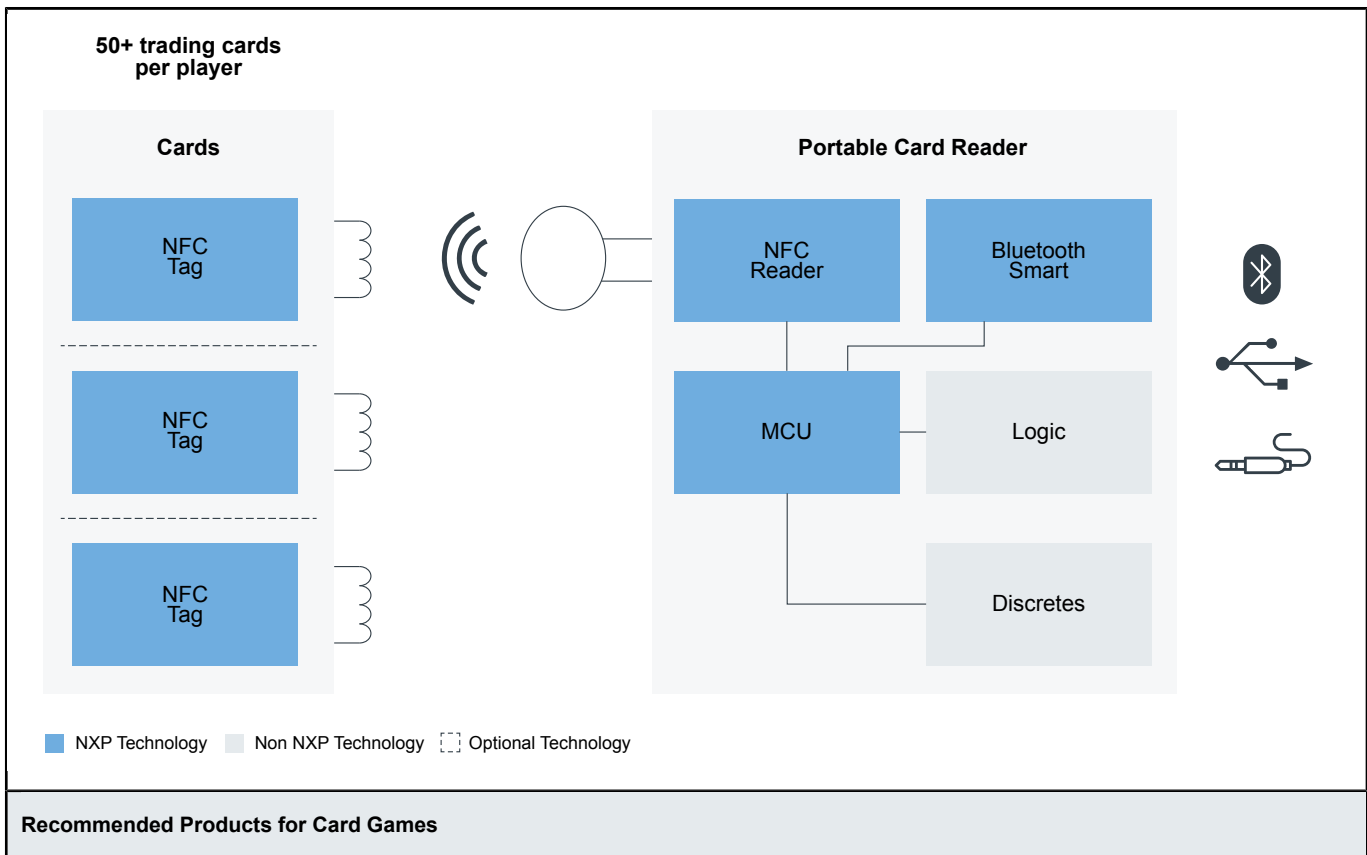 50+ trading cards
per player
Cards
NFC
Tag
NFC
Tag
NFC
Tag
Portable Card Reader
NFC
Reader
Bluetooth
Smart
MCU
Logic
Discretes
NXP Technology
Non NXP Technology
Optional Technology
Recommended Products for Card Games